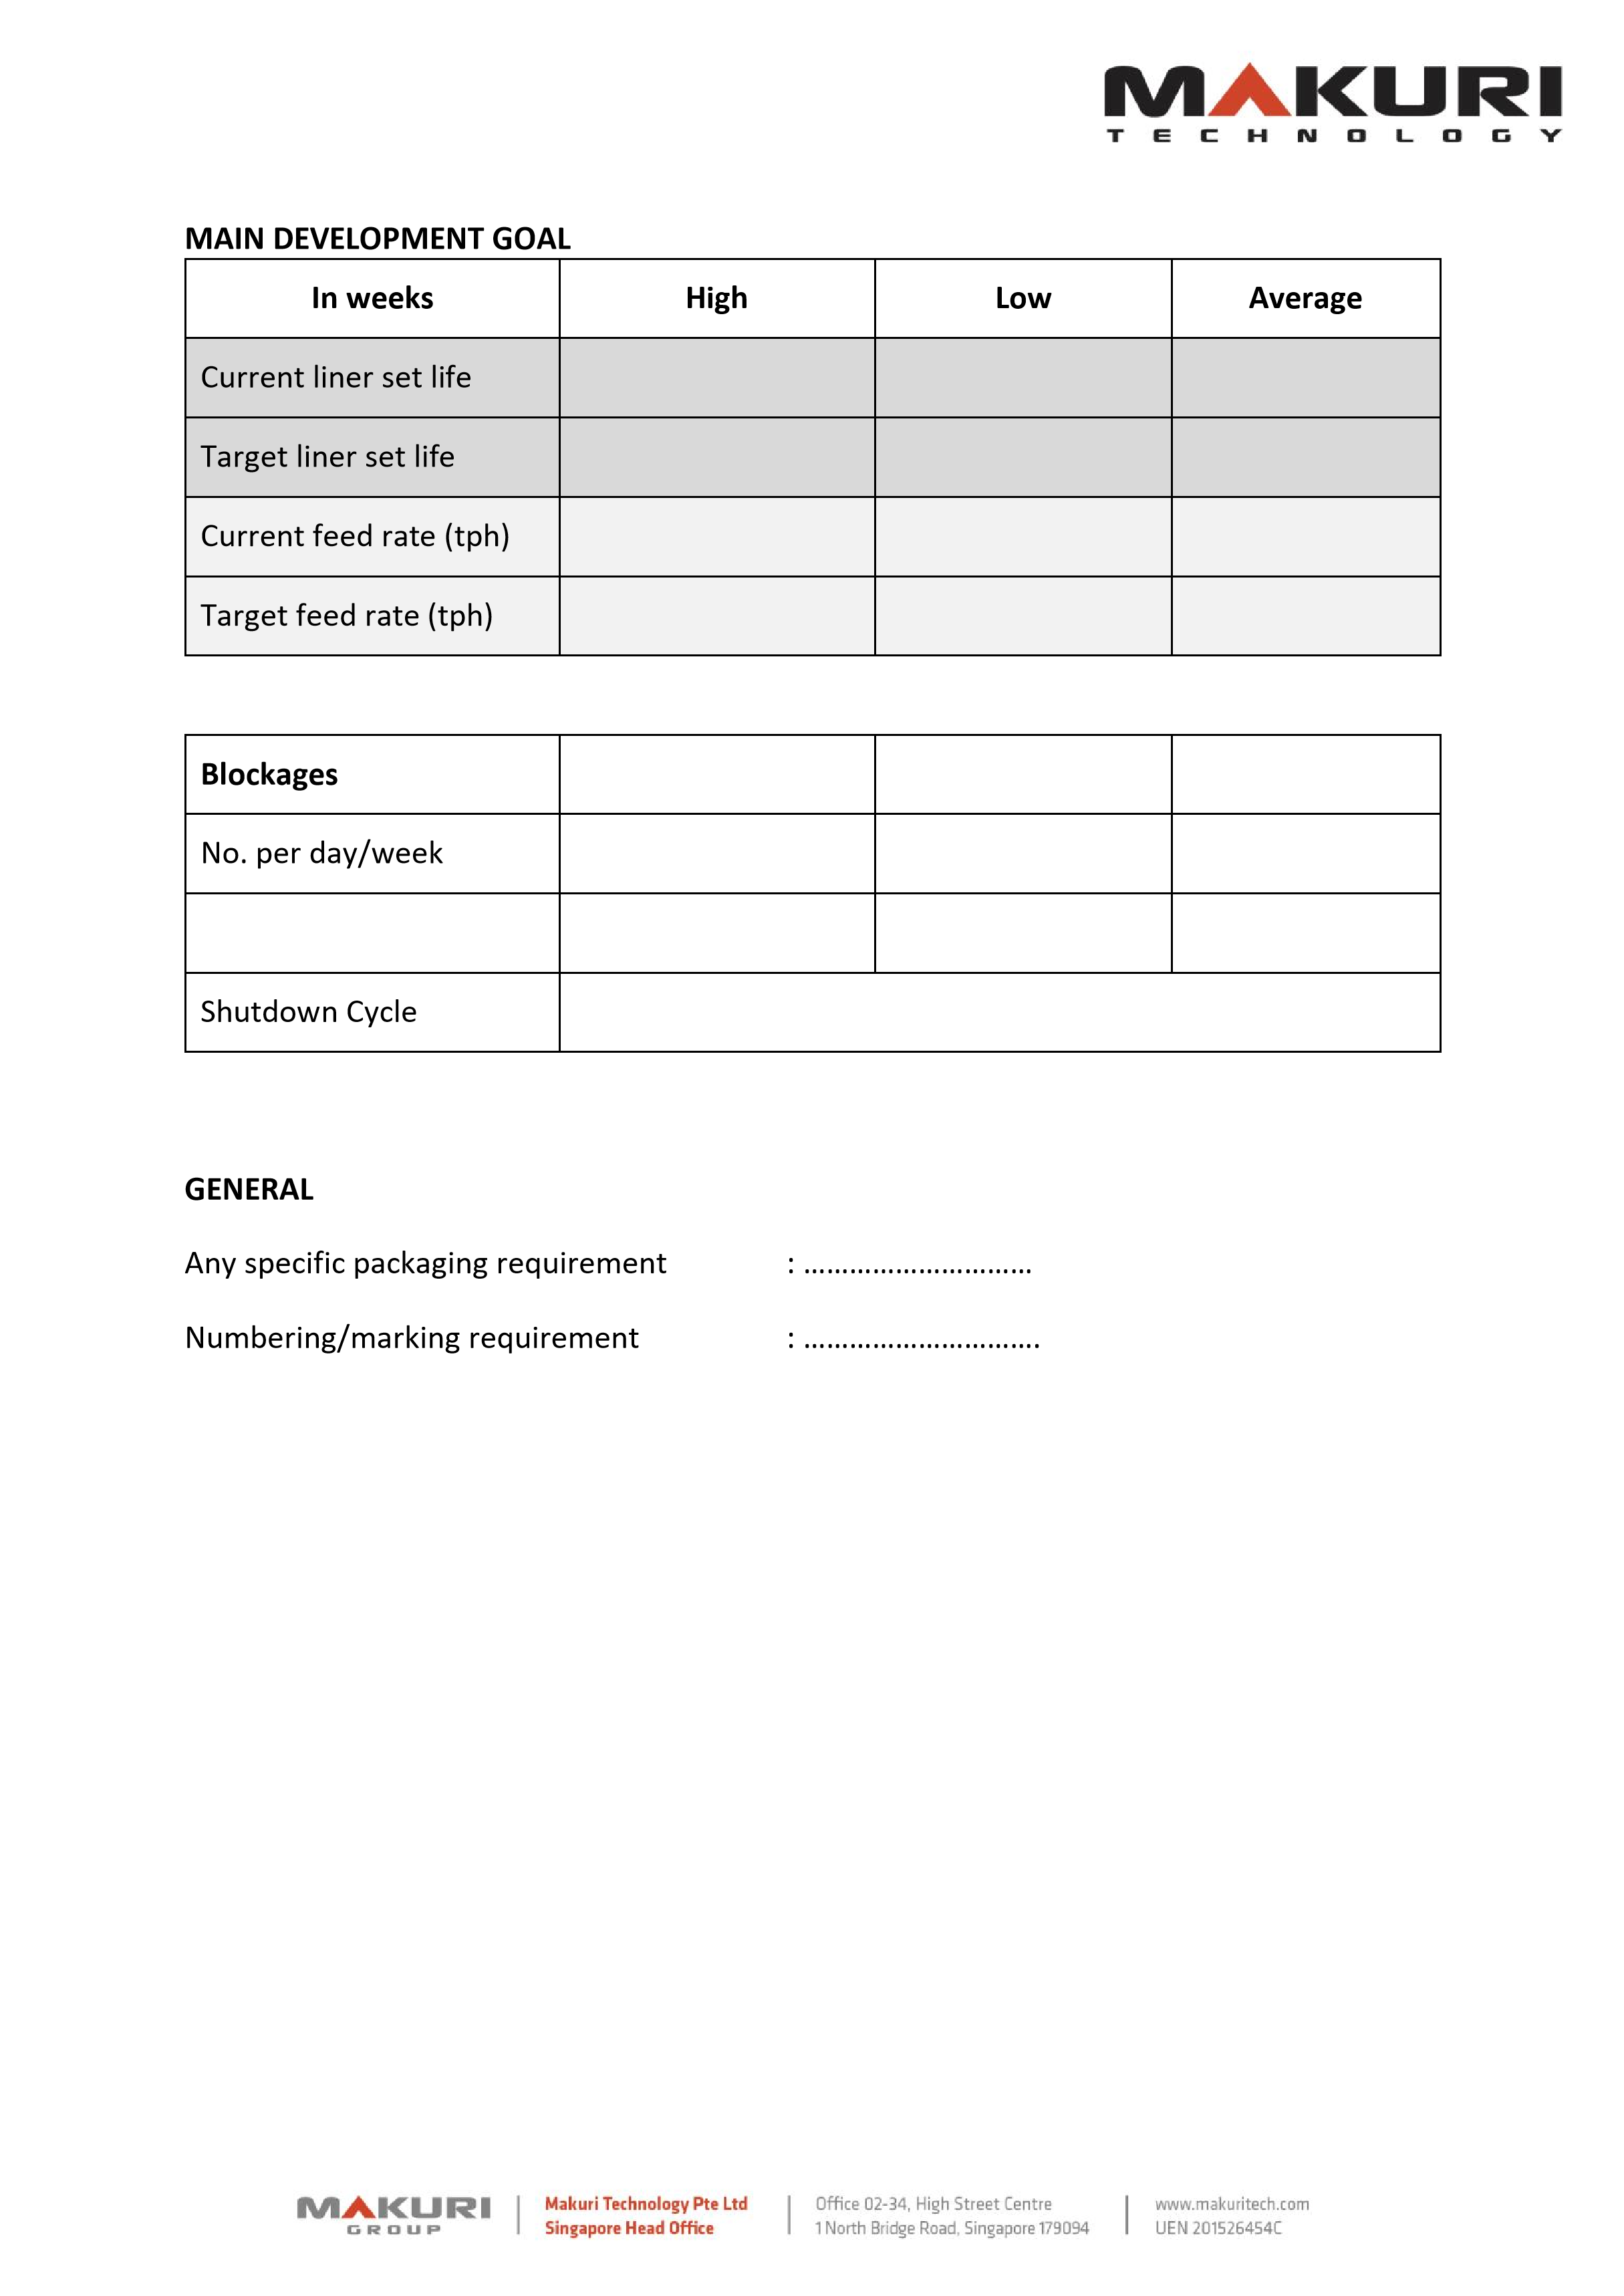 MAKURI
TECHNOLOGY
MAIN DEVELOPMENT GOAL
In weeks High Low Average
Current liner set life
Target liner set life
Current feed rate (tph)
Target feed rate (tph)
Blockages
No. per day/week
Shutdown Cycle
GENERAL
Any specific packaging requirement : ..............................
Numbering/marking requirement : ...............................
MAKURI
GROUP
Makuri Technology Pte Ltd
Singapore Head Office
Office 02-34, High Street Centre
1 North Bridge Road, Singapore 179094
www.makuritech.com
UEN 201526454C